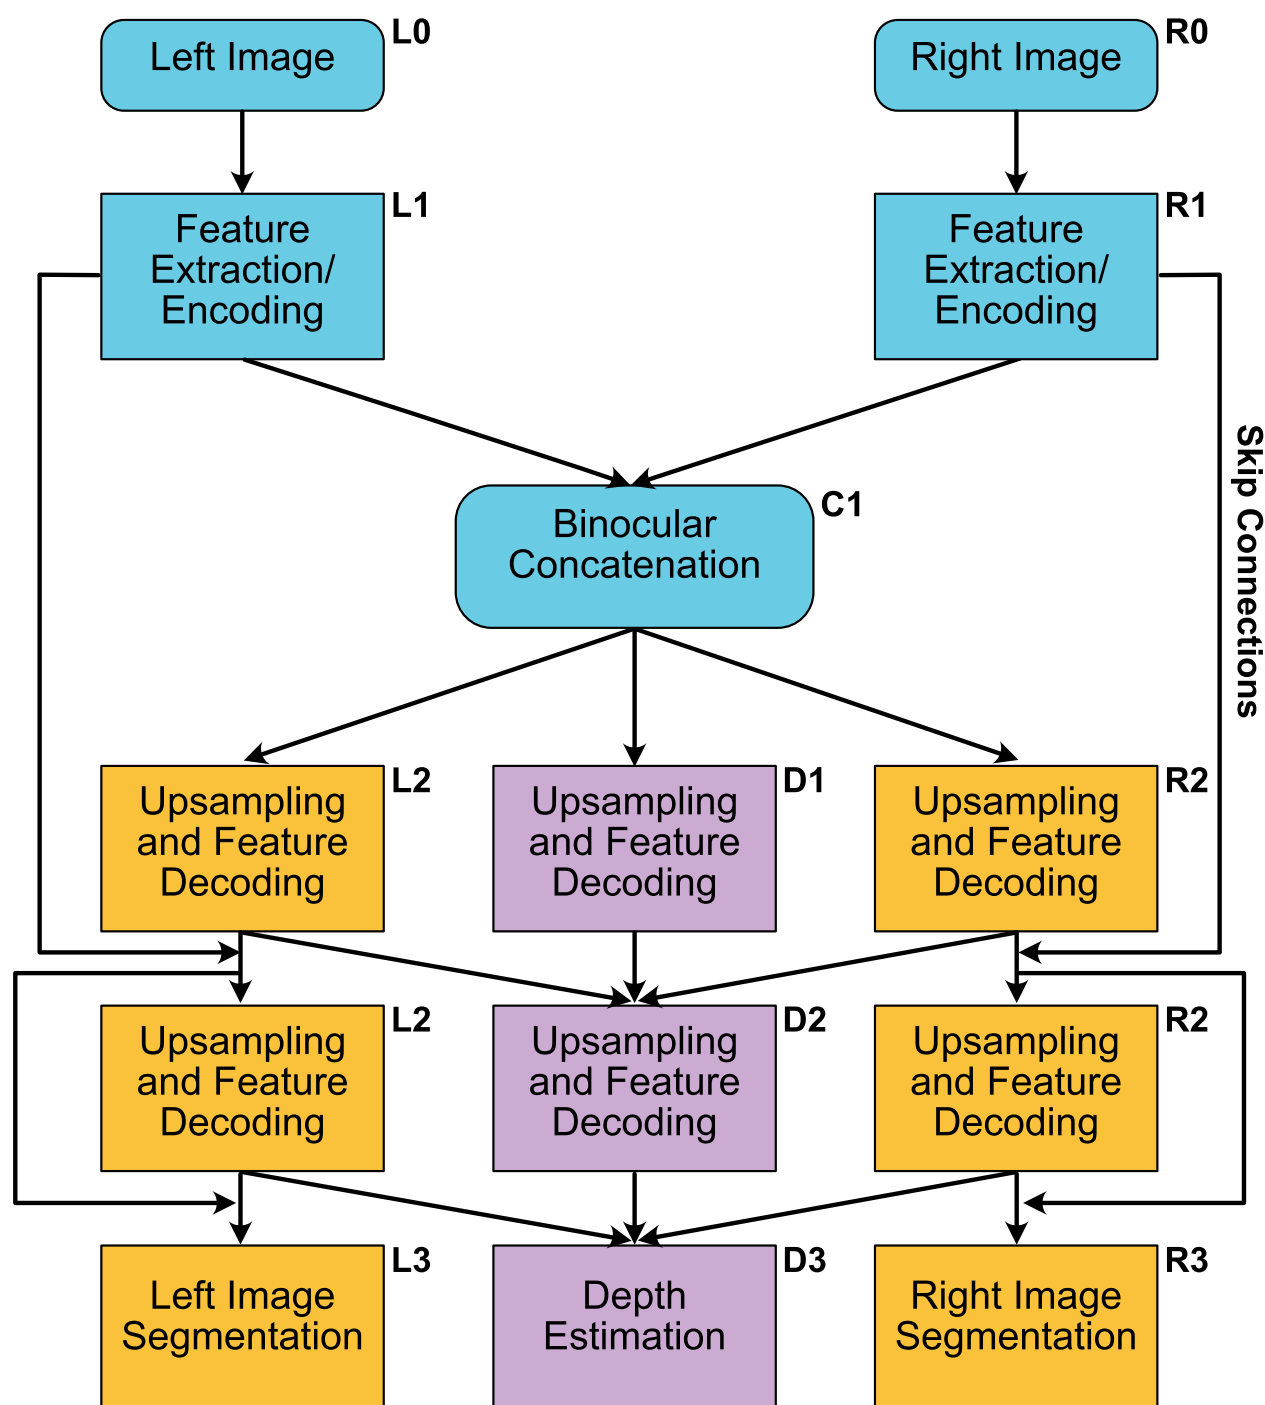 Left Image
L0
Right Image
R0
Feature
Extraction/
Encoding
L1
Feature
Extraction/
Encoding
R1
Skip Connections
Binocular
Concatenation
C1
Upsampling
and Feature
Decoding
L2
Upsampling
and Feature
Decoding
D1
Upsampling
and Feature
Decoding
R2
Upsampling
and Feature
Decoding
L2
Upsampling
and Feature
Decoding
D2
Upsampling
and Feature
Decoding
R2
Left Image
Segmentation
L3
Depth
Estimation
D3
Right Image
Segmentation
R3